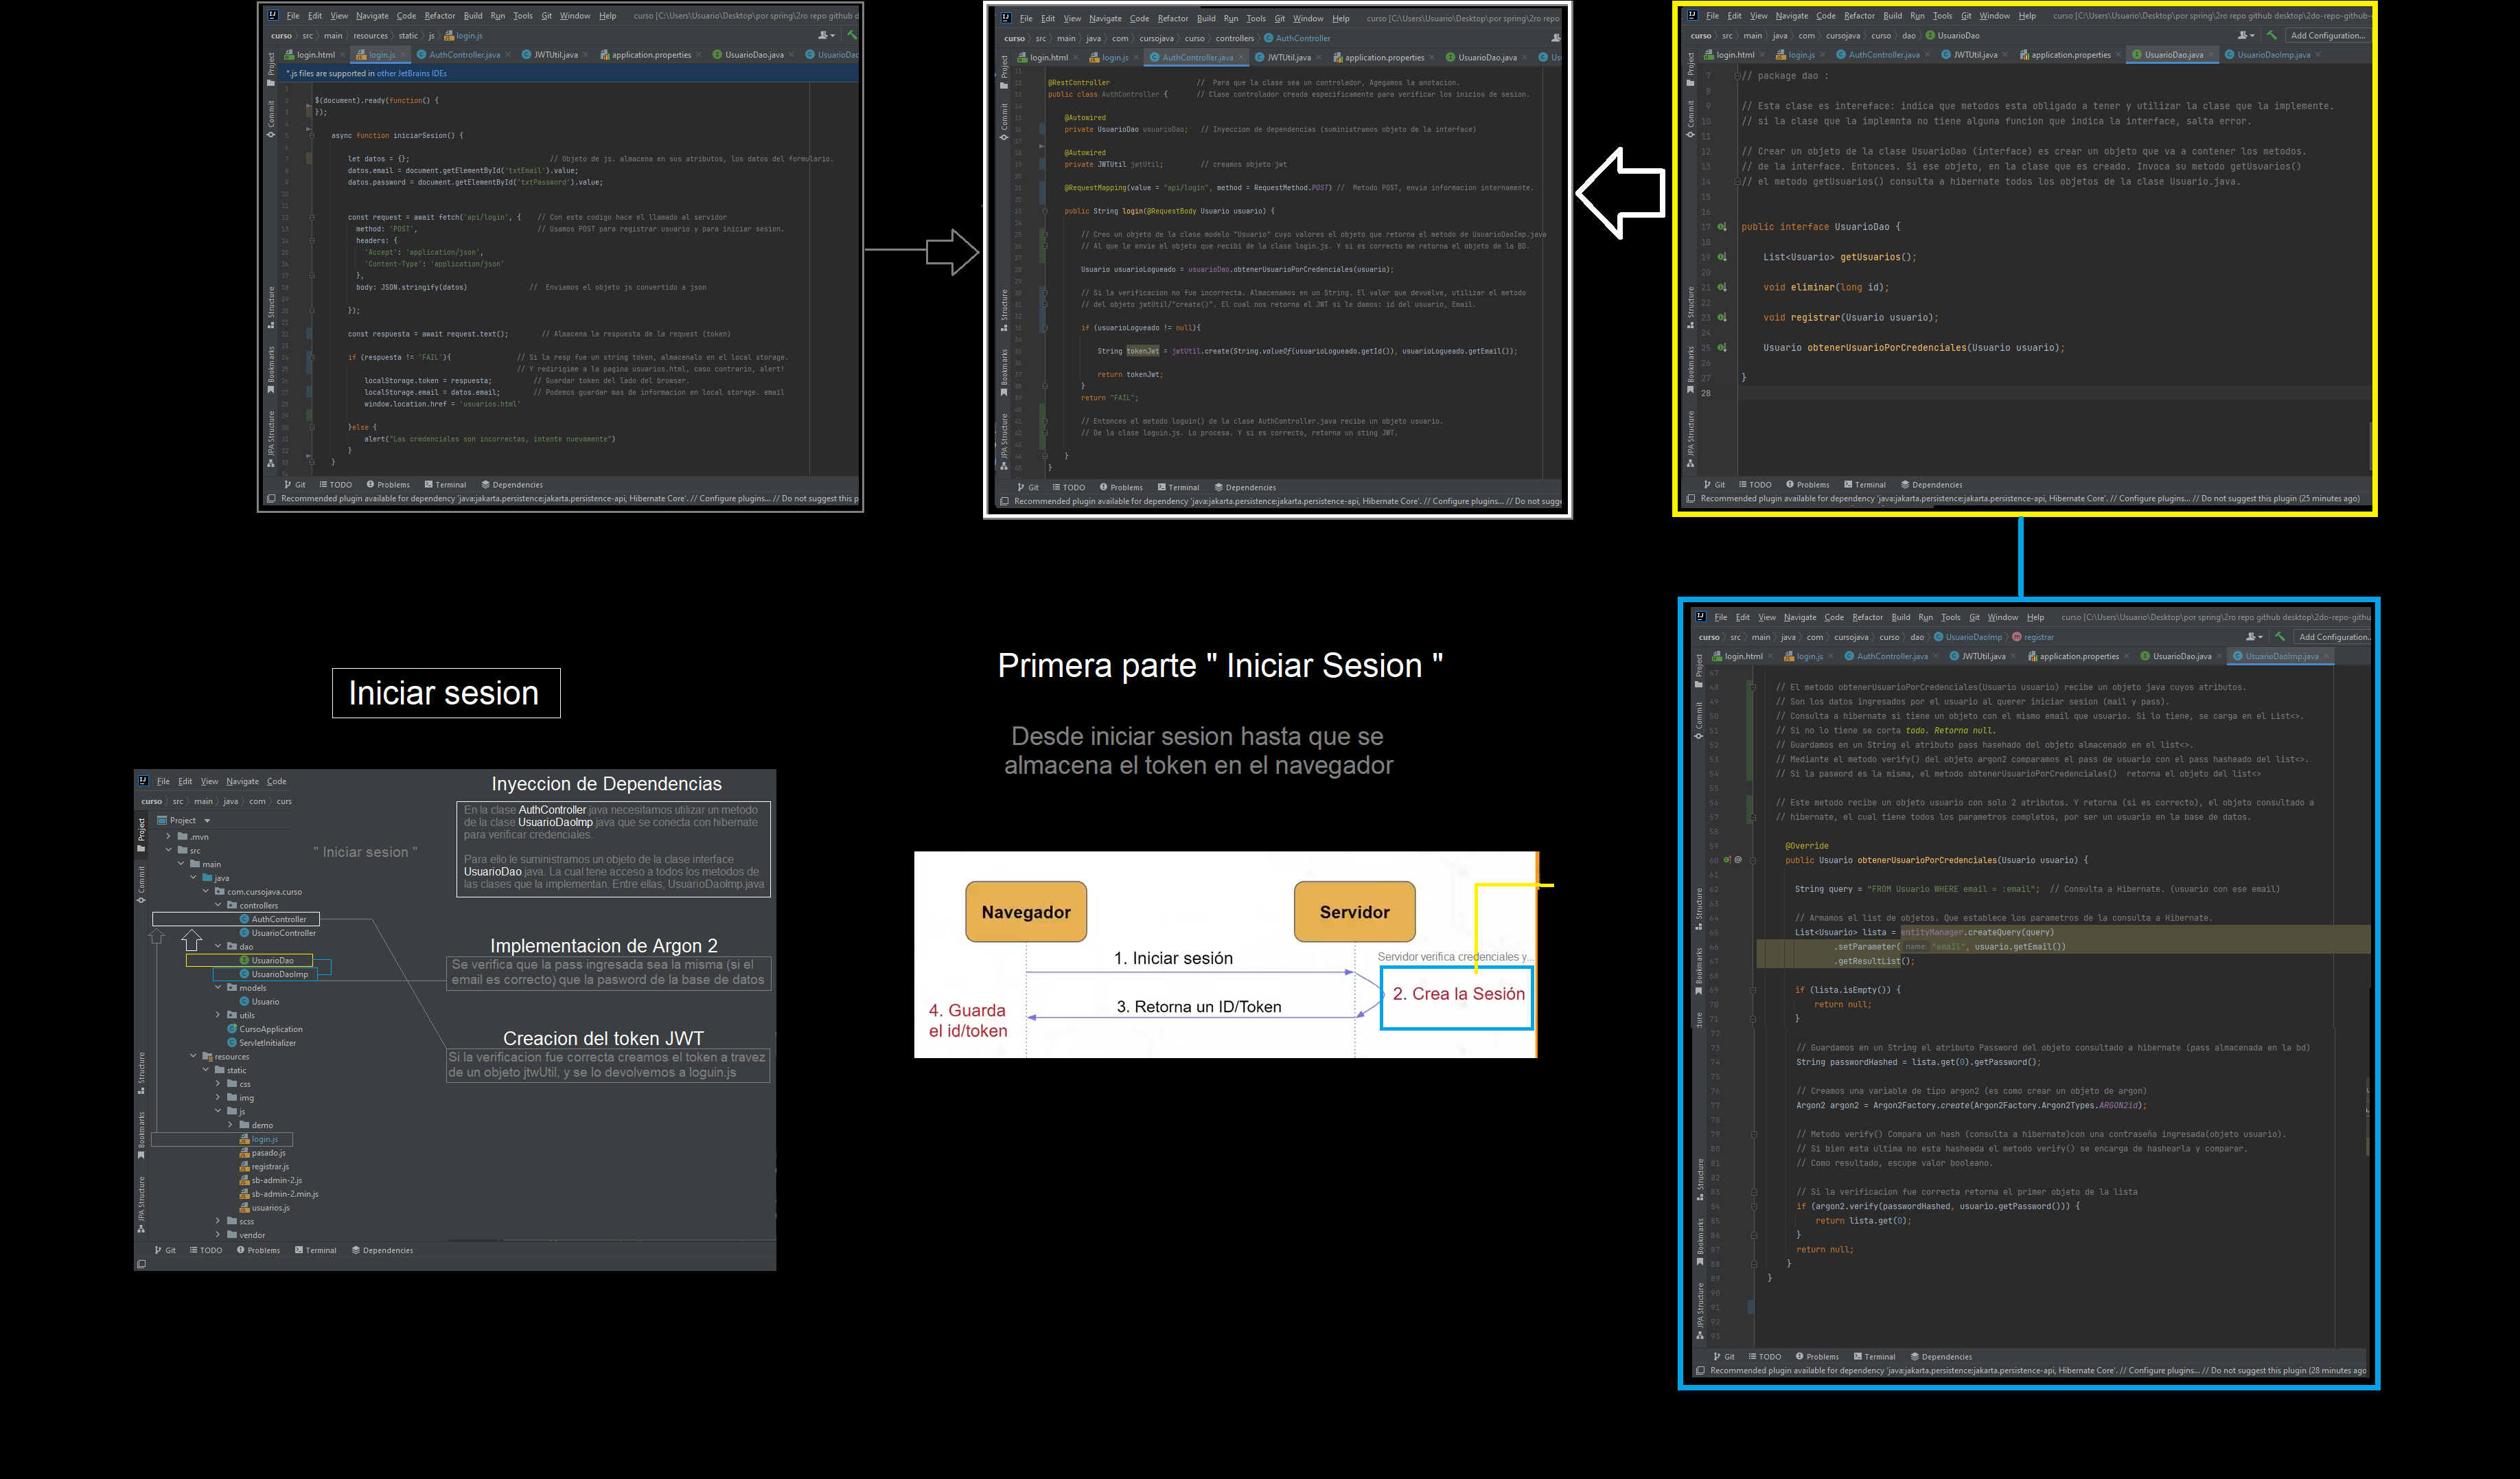 File Edit View Navigate Code Refactor Build Run Tools Git Window Help curso [C:\Users\Usuario\Desktop\por spring\2ro repo github d
curso src main resources static js login.js
login.html login.js AuthController.java JWTUtil.java application.properties UsuarioDao.java UsuarioDac
*.js files are supported in other JetBrains IDEs
$(document).ready(function() {
});
async function iniciarSesion() {
let datos = {}; // Objeto de js. almacena en sus atributos, los datos del formulario.
datos.email = document.getElementById('txtEmail').value;
datos.password = document.getElementById('txtPassword').value;
const request = await fetch('api/login', { // Con este codigo hace el llamado al servidor
method: 'POST', // Usamos POST para registrar usuario y para iniciar sesion.
headers: {
'Accept': 'application/json',
'Content-Type': 'application/json'
},
body: JSON.stringify(datos) // Enviamos el objeto js convertido a json
});
const respuesta = await request.text(); // Almacena la respuesta de la request (token)
if (respuesta != 'FAIL'){ // Si la resp fue un string token, almacenalo en el local storage.
// Y redirigime a la pagina usuarios.html, caso contrario, alert!
localStorage.token = respuesta; // Guardar token del lado del browser.
localStorage.email = datos.email; // Podemos guardar mas de informacion en local storage. email
window.location.href = 'usuarios.html'
}else {
alert("Las credenciales son incorrectas, intente nuevamente")
}
}
Git TODO Problems Terminal Dependencies
Recommended plugin available for dependency 'java:jakarta.persistence:jakarta.persistence-api, Hibernate Core'. // Configure plugins... // Do not suggest this p
File Edit View Navigate Code Refactor Build Run Tools Git Window Help curso [C:\Users\Usuario\Desktop\por spring\2ro repo
curso src main java com cursojava curso controllers AuthController
login.html login.js AuthController.java JWTUtil.java application.properties UsuarioDao.java Us
@RestController // Para que la clase sea un controlador, Agegamos la anotacion.
public class AuthController { // Clase controlador creada especificamente para verificar los inicios de sesion.
@Autowired
private UsuarioDao usuarioDao; // Inyeccion de dependencias (suministramos objeto de la interface)
@Autowired
private JWTUtil jwtUtil; // creamos objeto jwt
@RequestMapping(value = "api/login", method = RequestMethod.POST) // Metodo POST, envia informacion internamente.
public String login(@RequestBody Usuario usuario) {
// Creo un objeto de la clase modelo "Usuario" cuyo valores el objeto que retorna el metodo de UsuarioDaoImp.java
// Al que le envie el objeto que recibi de la clase login.js. Y si es correcto me retorna el objeto de la BD.
Usuario usuarioLogueado = usuarioDao.obtenerUsuarioPorCredenciales(usuario);
// Si la verificacion no fue incorrecta. Almacenamos en un String. El valor que devuelve, utilizar el metodo
// del objeto jwtUtil/"create()". El cual nos retorna el JWT si le damos: id del usuario, Email.
if (usuarioLogueado != null){
String tokenJwt = jwtUtil.create(String.valueOf(usuarioLogueado.getId()), usuarioLogueado.getEmail());
return tokenJwt;
}
return "FAIL";
// Entonces el metodo loguin() de la clase AuthController.java recibe un objeto usuario.
// De la clase loguin.js. Lo procesa. Y si es correcto, retorna un sting JWT.
}
}
Git TODO Problems Terminal Dependencies
Recommended plugin available for dependency 'java:jakarta.persistence:jakarta.persistence-api, Hibernate Core'. // Configure plugins... // Do not sugg
File Edit View Navigate Code Refactor Build Run Tools Git Window Help curso [C:\Users\Usuario\Desktop\por spring\2ro repo github desktop\2do-repo-github-
curso src main java com cursojava curso dao UsuarioDao Add Configuration...
login.html login.js AuthController.java JWTUtil.java application.properties UsuarioDao.java UsuarioDaoImp.java
7 // package dao :
8
9 // Esta clase es intereface: indica que metodos esta obligado a tener y utilizar la clase que la implemente.
10 // si la clase que la implemnta no tiene alguna funcion que indica la interface, salta error.
11
12 // Crear un objeto de la clase UsuarioDao (interface) es crear un objeto que va a contener los metodos.
13 // de la interface. Entonces. Si ese objeto, en la clase que es creado. Invoca su metodo getUsuarios()
14 // el metodo getUsuarios() consulta a hibernate todos los objetos de la clase Usuario.java.
15
16
17 public interface UsuarioDao {
18
19 List<Usuario> getUsuarios();
20
21 void eliminar(long id);
22
23 void registrar(Usuario usuario);
24
25 Usuario obtenerUsuarioPorCredenciales(Usuario usuario);
26
27 }
28
Git TODO Problems Terminal Dependencies
Recommended plugin available for dependency 'java:jakarta.persistence:jakarta.persistence-api, Hibernate Core'. // Configure plugins... // Do not suggest this plugin (25 minutes ago)
Iniciar sesion
Primera parte " Iniciar Sesion "
Desde iniciar sesion hasta que se
almacena el token en el navegador
File Edit View Navigate Code
curso src main java com curs
Project
.mvn
src
main
java
com.cursojava.curso
controllers
AuthController
UsuarioController
dao
UsuarioDao
UsuarioDaoImp
models
Usuario
utils
CursoApplication
ServletInitializer
resources
static
css
img
js
demo
login.js
pasado.js
registrar.js
sb-admin-2.js
sb-admin-2.min.js
usuarios.js
scss
vendor
Git TODO Problems Terminal Dependencies
" Iniciar sesion "
Inyeccion de Dependencias
En la clase AuthController.java necesitamos utilizar un metodo
de la clase UsuarioDaoImp.java que se conecta con hibernate
para verificar credenciales.
Para ello le suministramos un objeto de la clase interface
UsuarioDao.java. La cual tene acceso a todos los metodos de
las clases que la implementan. Entre ellas, UsuarioDaoImp.java
Implementacion de Argon 2
Se verifica que la pass ingresada sea la misma (si el
email es correcto) que la pasword de la base de datos
Creacion del token JWT
Si la verificacion fue correcta creamos el token a travez
de un objeto jtwUtil, y se lo devolvemos a loguin.js
Navegador
Servidor
1. Iniciar sesión
Servidor verifica credenciales y...
2. Crea la Sesión
3. Retorna un ID/Token
4. Guarda
el id/token
File Edit View Navigate Code Refactor Build Run Tools Git Window Help curso [C:\Users\Usuario\Desktop\por spring\2ro repo github desktop\2do-repo-githu
curso src main java com cursojava curso dao UsuarioDaoImp registrar Add Configuration..
login.html login.js AuthController.java JWTUtil.java application.properties UsuarioDao.java UsuarioDaoImp.java
// El metodo obtenerUsuarioPorCredenciales(Usuario usuario) recibe un objeto java cuyos atributos.
// Son los datos ingresados por el usuario al querer iniciar sesion (mail y pass).
// Consulta a hibernate si tiene un objeto con el mismo email que usuario. Si lo tiene, se carga en el List<>.
// Si no lo tiene se corta todo. Retorna null.
// Guardamos en un String el atributo pass hasehado del objeto almacenado en el list<>.
// Mediante el metodo verify() del objeto argon2 comparamos el pass de usuario con el pass hasheado del list<>.
// Si la pasword es la misma, el metodo obtenerUsuarioPorCredenciales() retorna el objeto del list<>
// Este metodo recibe un objeto usuario con solo 2 atributos. Y retorna (si es correcto), el objeto consultado a
// hibernate, el cual tiene todos los parametros completos, por ser un usuario en la base de datos.
@Override
public Usuario obtenerUsuarioPorCredenciales(Usuario usuario) {
String query = "FROM Usuario WHERE email = :email"; // Consulta a Hibernate. (usuario con ese email)
// Armamos el list de objetos. Que establece los parametros de la consulta a Hibernate.
List<Usuario> lista = entityManager.createQuery(query)
.setParameter( name: "email", usuario.getEmail())
.getResultList();
if (lista.isEmpty()) {
return null;
}
// Guardamos en un String el atributo Password del objeto consultado a hibernate (pass almacenada en la bd)
String passwordHashed = lista.get(0).getPassword();
// Creamos una variable de tipo argon2 (es como crear un objeto de argon)
Argon2 argon2 = Argon2Factory.create(Argon2Factory.Argon2Types.ARGON2id);
// Metodo verify() Compara un hash (consulta a hibernate)con una contraseña ingresada(objeto usuario).
// Si bien esta ultima no esta hasheada el metodo verify() se encarga de hashearla y comparar.
// Como resultado, escupe valor booleano.
// Si la verificacion fue correcta retorna el primer objeto de la lista
if (argon2.verify(passwordHashed, usuario.getPassword())) {
return lista.get(0);
}
return null;
}
}
Git TODO Problems Terminal Dependencies
Recommended plugin available for dependency 'java:jakarta.persistence:jakarta.persistence-api, Hibernate Core'. // Configure plugins... // Do not suggest this plugin (28 minutes ago